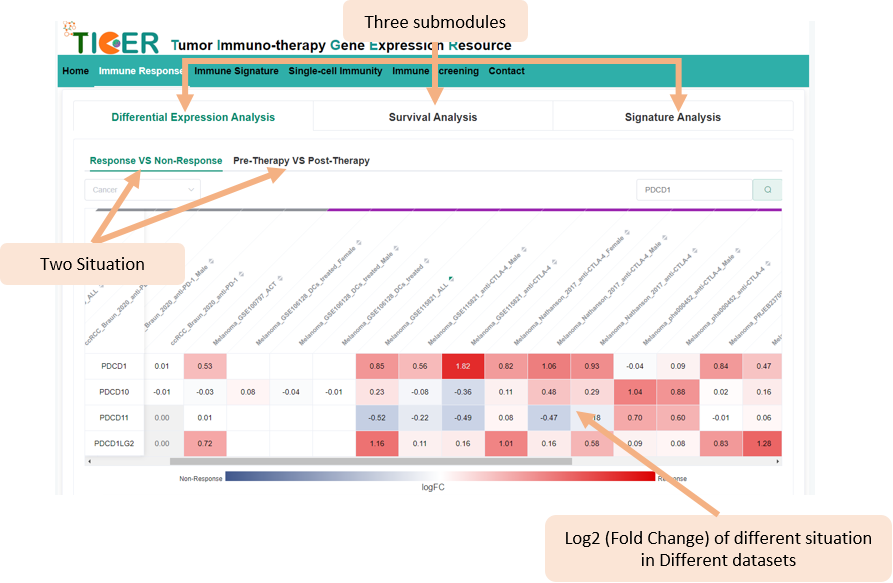 Three submodules
TIGER Tumor Immuno-therapy Gene Expression Resource
Home Immune Response Immune Signature Single-cell Immunity Immune Screening Contact
Differential Expression Analysis Survival Analysis Signature Analysis
Response VS Non-Response Pre-Therapy VS Post-Therapy
Cancer PDCD1
Two Situation
ccRCC_Braun_2020_anti-PD-1_Male
ccRCC_Braun_2020_anti-PD-1
Melanoma_GSE100797_ACT
Melanoma_GSE106128_DCs_treated_Female
Melanoma_GSE106128_DCs_treated_Male
Melanoma_GSE106128_DCs_treated
Melanoma_GSE115821_ALL
Melanoma_GSE115821_anti-CTLA-4_Male
Melanoma_GSE115821_anti-CTLA-4
Melanoma_Nathanson_2017_anti-CTLA-4_Female
Melanoma_Nathanson_2017_anti-CTLA-4_Male
Melanoma_Nathanson_2017_anti-CTLA-4
Melanoma_phs000452_anti-CTLA-4_Male
Melanoma_phs000452_anti-CTLA-4
PDCD1 0.01 0.53 0.85 0.56 1.82 0.82 1.06 0.93 -0.04 0.09 0.84 0.47
PDCD10 -0.01 -0.03 0.08 -0.04 -0.01 0.23 -0.08 -0.36 0.11 0.48 0.29 1.04 0.88 0.02 0.16
PDCD11 0.00 0.01 -0.52 -0.22 -0.49 0.08 -0.47 0.70 0.60 -0.01 0.06
PDCD1LG2 0.00 0.72 1.16 0.11 0.16 1.01 0.16 0.58 0.09 0.08 0.83 1.28
Non-Response Response
logFC
Log2 (Fold Change) of different situation
in Different datasets